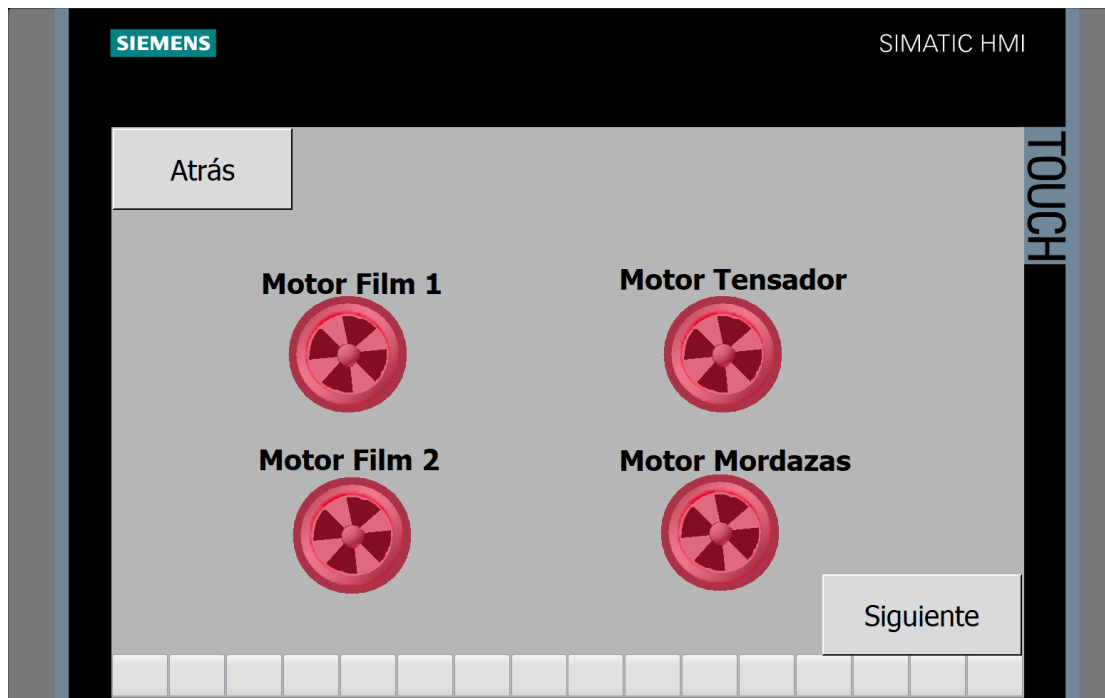 SIEMENS
SIMATIC HMI
TOUCH
Atrás
Motor Film 1
Motor Tensador
Motor Film 2
Motor Mordazas
Siguiente